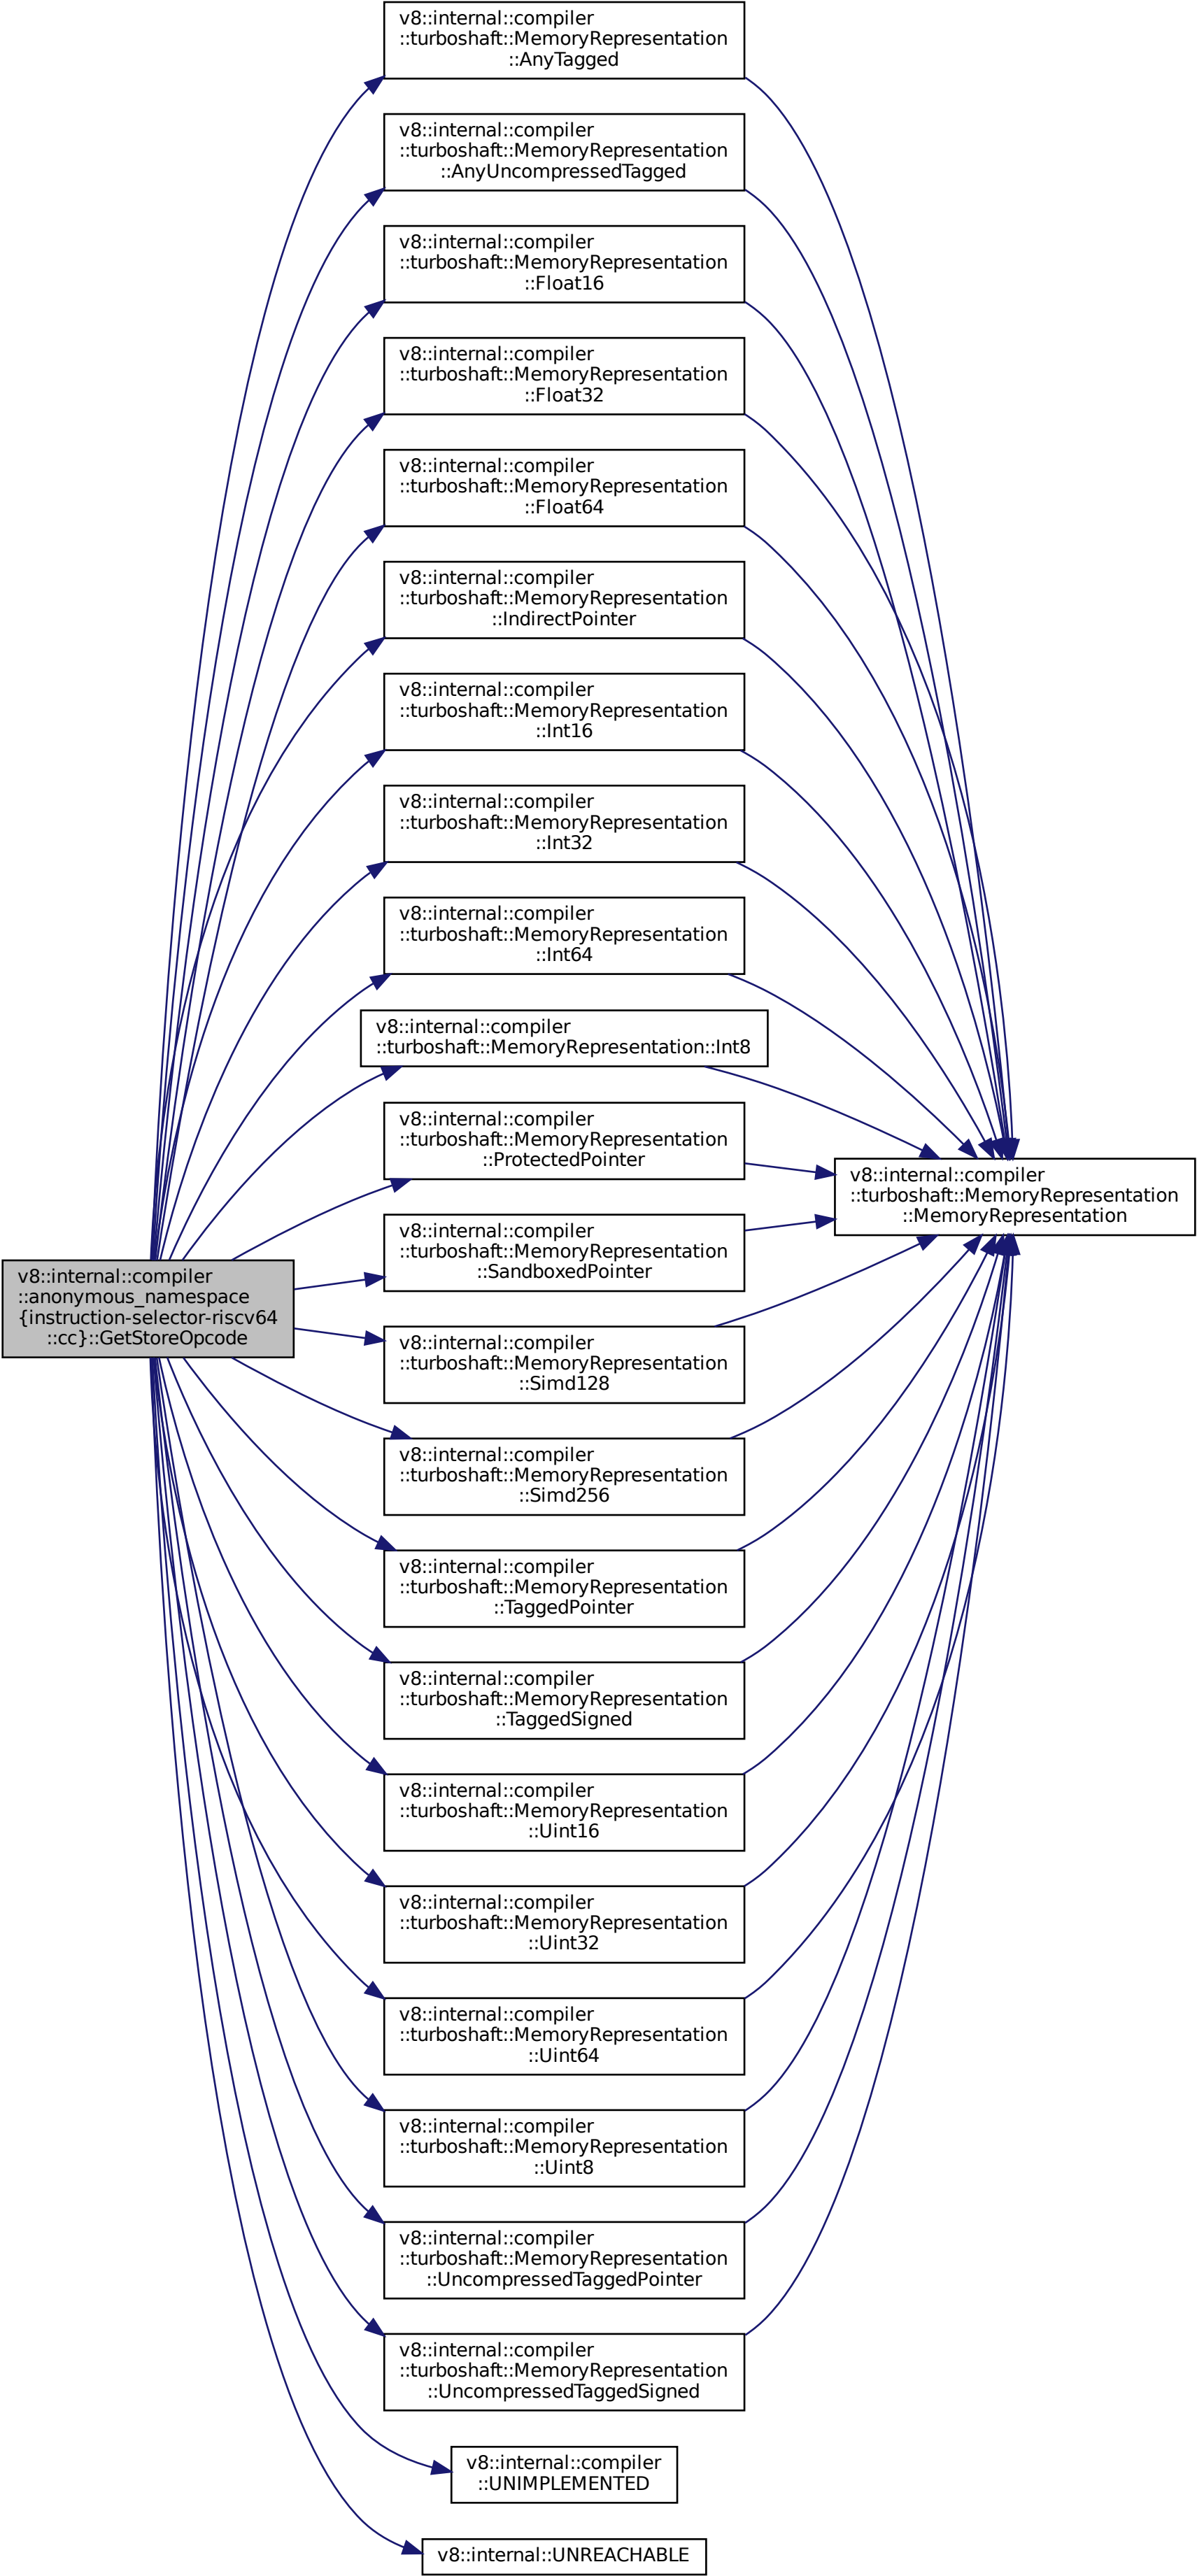 v8::internal::compiler
::turboshaft::MemoryRepresentation
::AnyTagged
v8::internal::compiler
::turboshaft::MemoryRepresentation
::AnyUncompressedTagged
v8::internal::compiler
::turboshaft::MemoryRepresentation
::Float16
v8::internal::compiler
::turboshaft::MemoryRepresentation
::Float32
v8::internal::compiler
::turboshaft::MemoryRepresentation
::Float64
v8::internal::compiler
::turboshaft::MemoryRepresentation
::IndirectPointer
v8::internal::compiler
::turboshaft::MemoryRepresentation
::Int16
v8::internal::compiler
::turboshaft::MemoryRepresentation
::Int32
v8::internal::compiler
::turboshaft::MemoryRepresentation
::Int64
v8::internal::compiler
::turboshaft::MemoryRepresentation::Int8
v8::internal::compiler
::turboshaft::MemoryRepresentation
::ProtectedPointer
v8::internal::compiler
::turboshaft::MemoryRepresentation
::MemoryRepresentation
v8::internal::compiler
::turboshaft::MemoryRepresentation
::SandboxedPointer
v8::internal::compiler
::anonymous_namespace
{instruction-selector-riscv64
::cc}::GetStoreOpcode
v8::internal::compiler
::turboshaft::MemoryRepresentation
::Simd128
v8::internal::compiler
::turboshaft::MemoryRepresentation
::Simd256
v8::internal::compiler
::turboshaft::MemoryRepresentation
::TaggedPointer
v8::internal::compiler
::turboshaft::MemoryRepresentation
::TaggedSigned
v8::internal::compiler
::turboshaft::MemoryRepresentation
::Uint16
v8::internal::compiler
::turboshaft::MemoryRepresentation
::Uint32
v8::internal::compiler
::turboshaft::MemoryRepresentation
::Uint64
v8::internal::compiler
::turboshaft::MemoryRepresentation
::Uint8
v8::internal::compiler
::turboshaft::MemoryRepresentation
::UncompressedTaggedPointer
v8::internal::compiler
::turboshaft::MemoryRepresentation
::UncompressedTaggedSigned
v8::internal::compiler
::UNIMPLEMENTED
v8::internal::UNREACHABLE